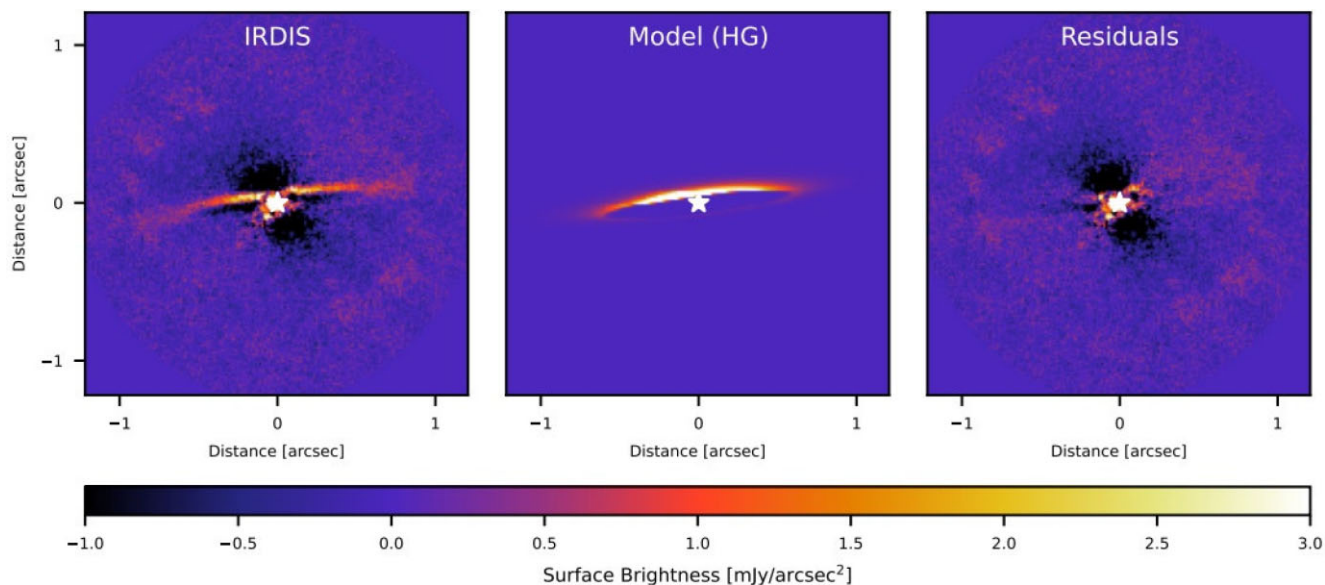 IRDIS
Model (HG)
Residuals
Distance [arcsec]
1
0
−1
−1
0
1
−1
0
1
−1
0
1
Distance [arcsec]
Distance [arcsec]
Distance [arcsec]
−1.0
−0.5
0.0
0.5
1.0
1.5
2.0
2.5
3.0
Surface Brightness [mJy/arcsec²]